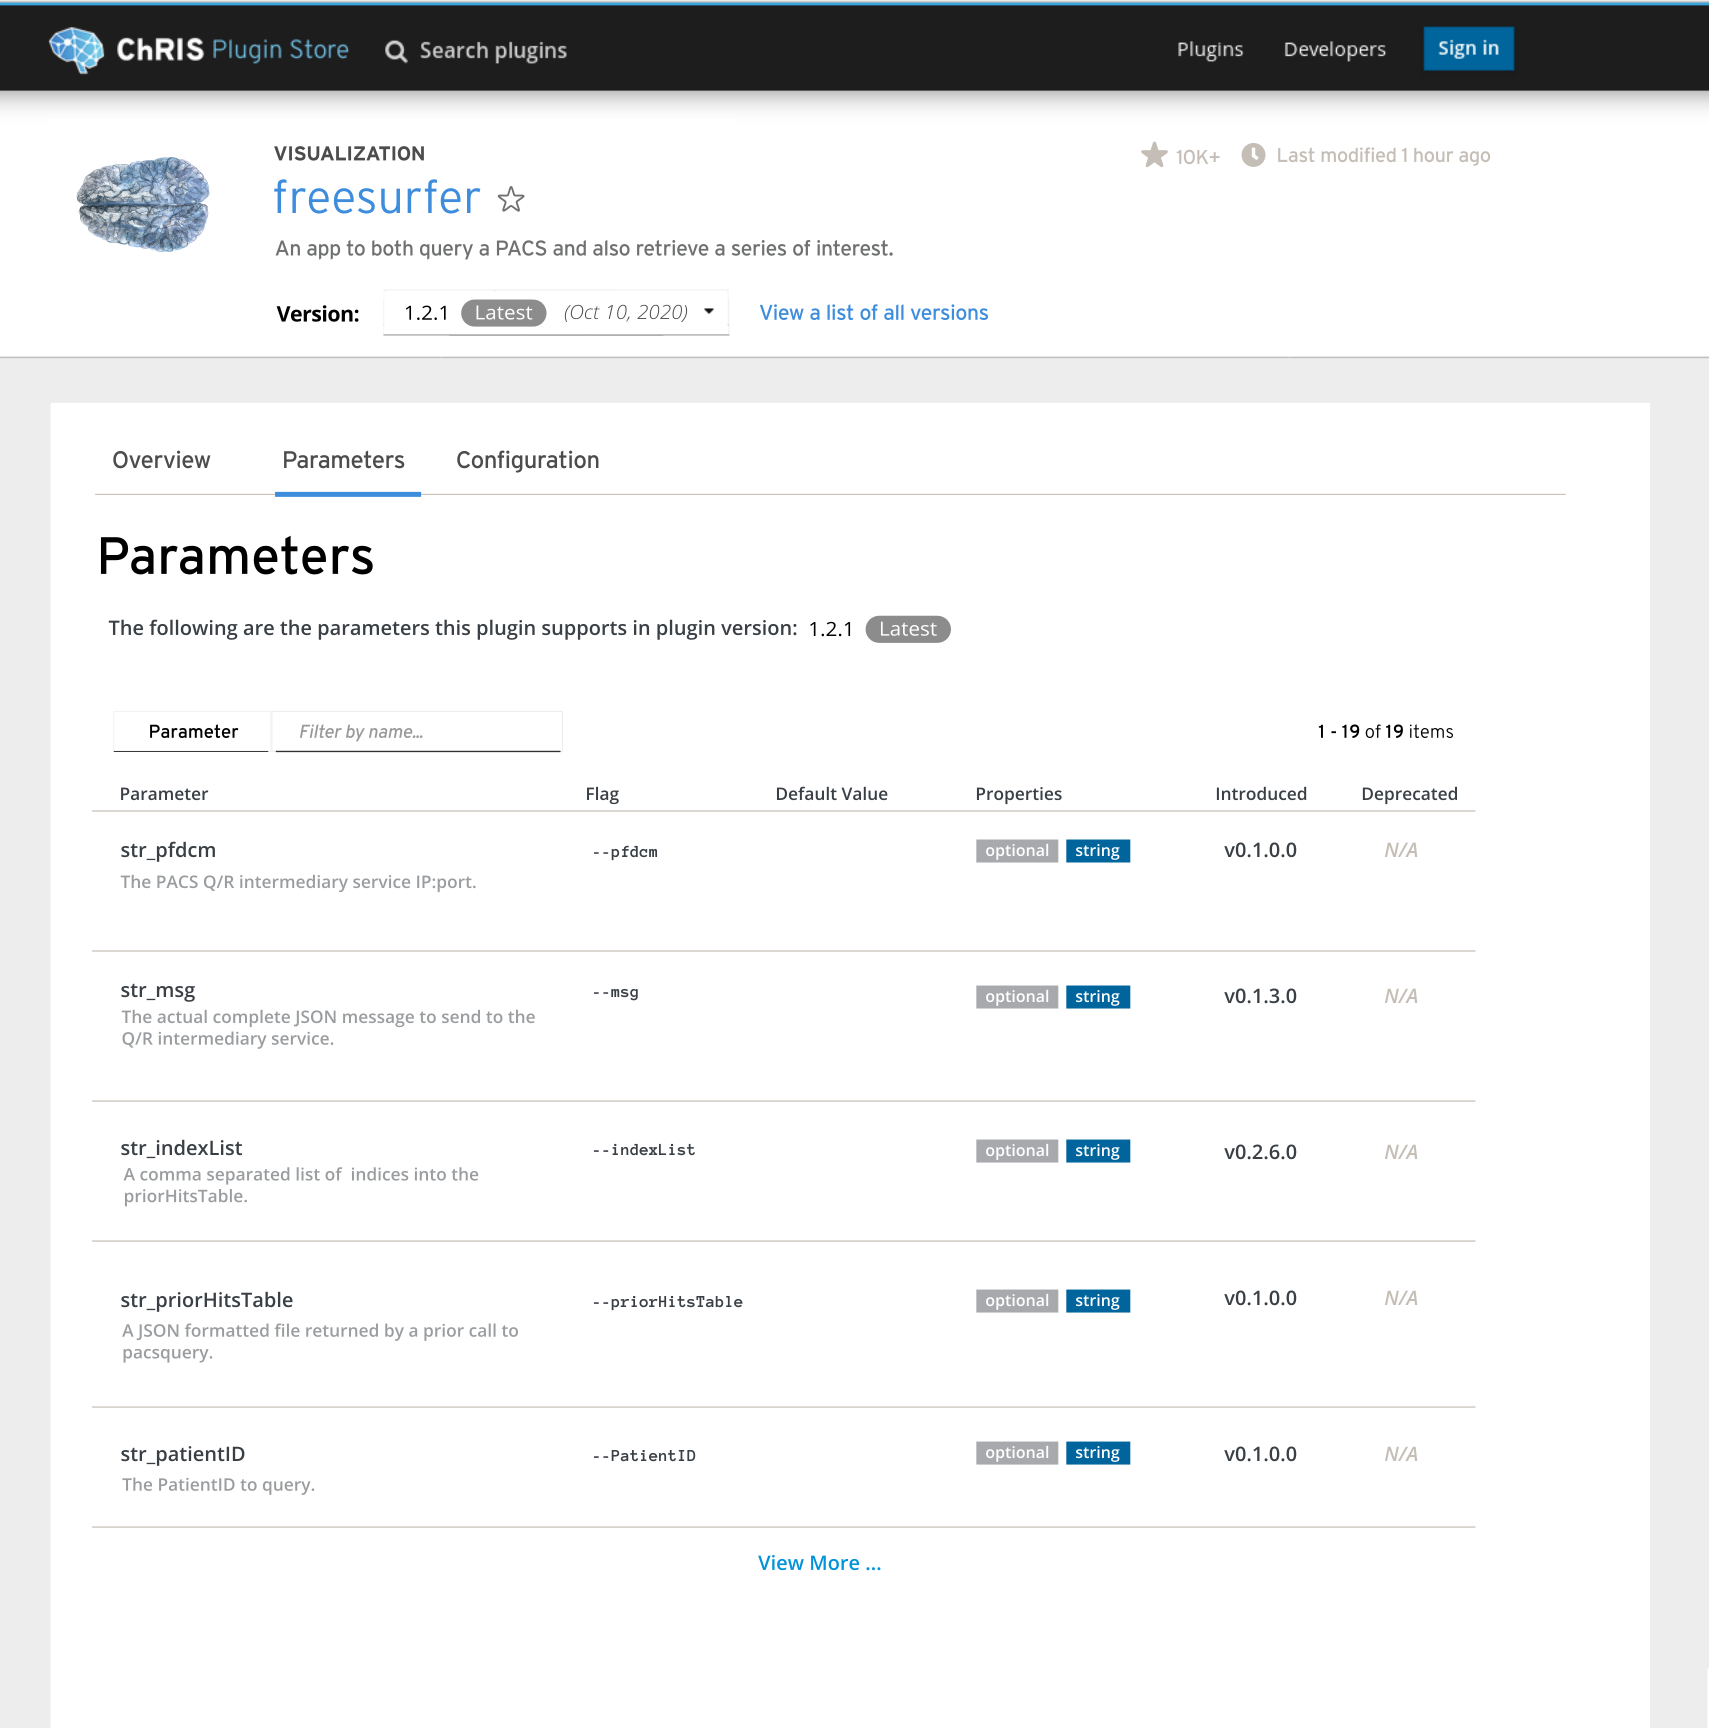 ChRIS Plugin Store Search plugins Plugins Developers Sign in
VISUALIZATION
10K+ Last modified 1 hour ago
freesurfer
An app to both query a PACS and also retrieve a series of interest.
Version: 1.2.1 Latest (Oct 10, 2020) View a list of all versions
Overview Parameters Configuration
Parameters
The following are the parameters this plugin supports in plugin version: 1.2.1 Latest
Parameter Filter by name... 1 - 19 of 19 items
Parameter Flag Default Value Properties Introduced Deprecated
str_pfdcm --pfdcm optional string v0.1.0.0 N/A
The PACS Q/R intermediary service IP:port.
str_msg --msg optional string v0.1.3.0 N/A
The actual complete JSON message to send to the
Q/R intermediary service.
str_indexList --indexList optional string v0.2.6.0 N/A
A comma separated list of  indices into the
priorHitsTable.
str_priorHitsTable --priorHitsTable optional string v0.1.0.0 N/A
A JSON formatted file returned by a prior call to
pacsquery.
str_patientID --PatientID optional string v0.1.0.0 N/A
The PatientID to query.
View More ...